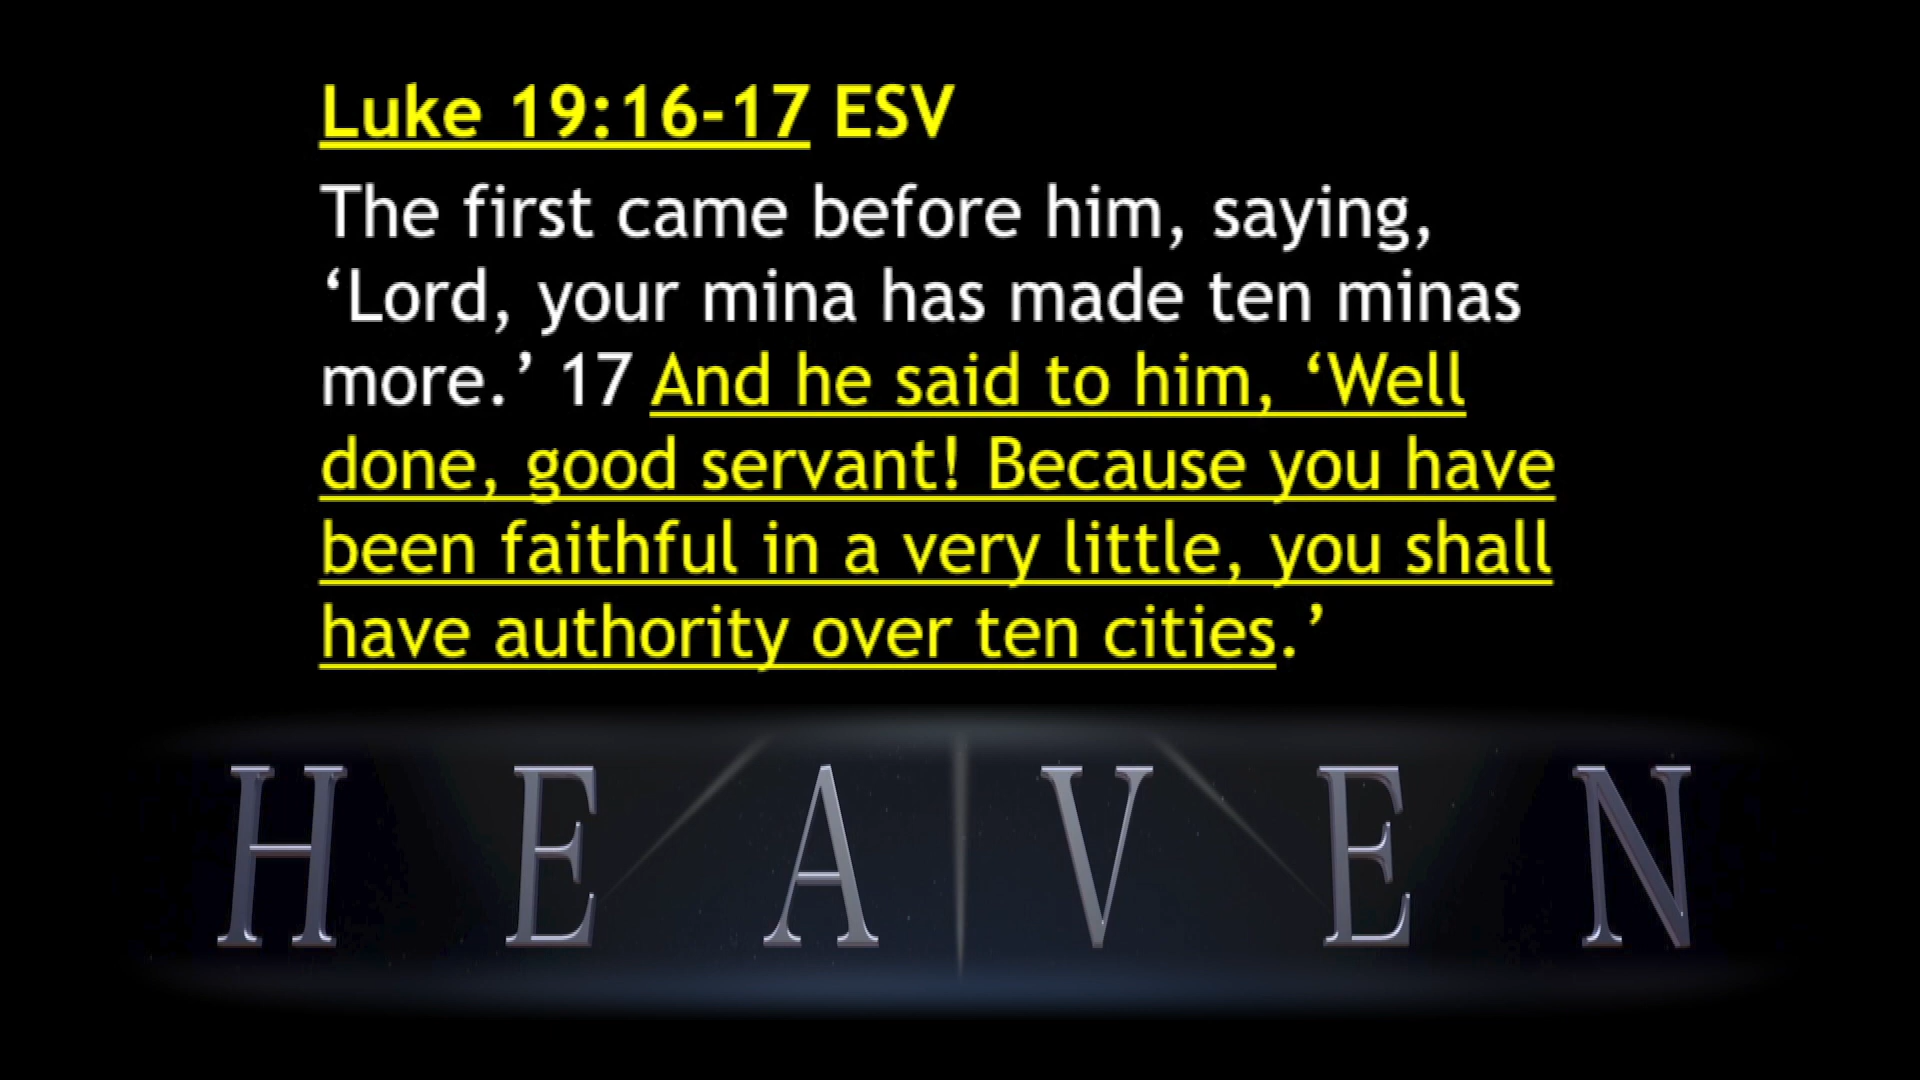 Luke 19:16-17 ESV
The first came before him, saying,
‘Lord, your mina has made ten minas
more.’ 17 And he said to him, ‘Well
done, good servant! Because you have
been faithful in a very little, you shall
have authority over ten cities.’
HEAVEN